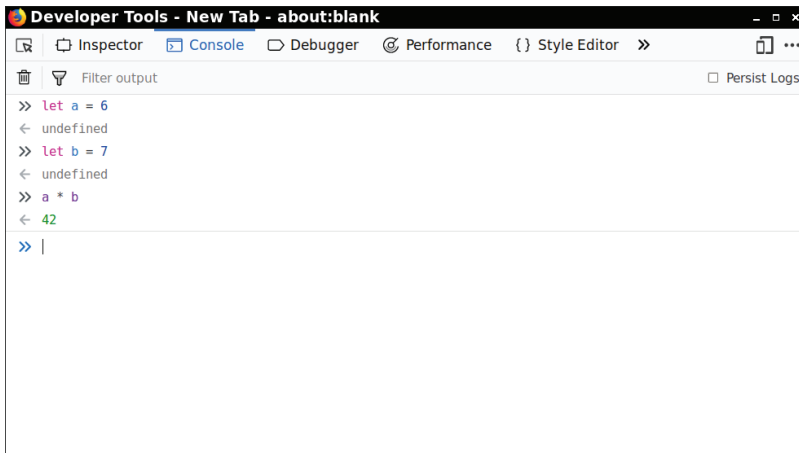 Developer Tools - New Tab - about:blank
Inspector Console Debugger Performance {} Style Editor
Filter output Persist Logs
let a = 6
undefined
let b = 7
undefined
a * b
42